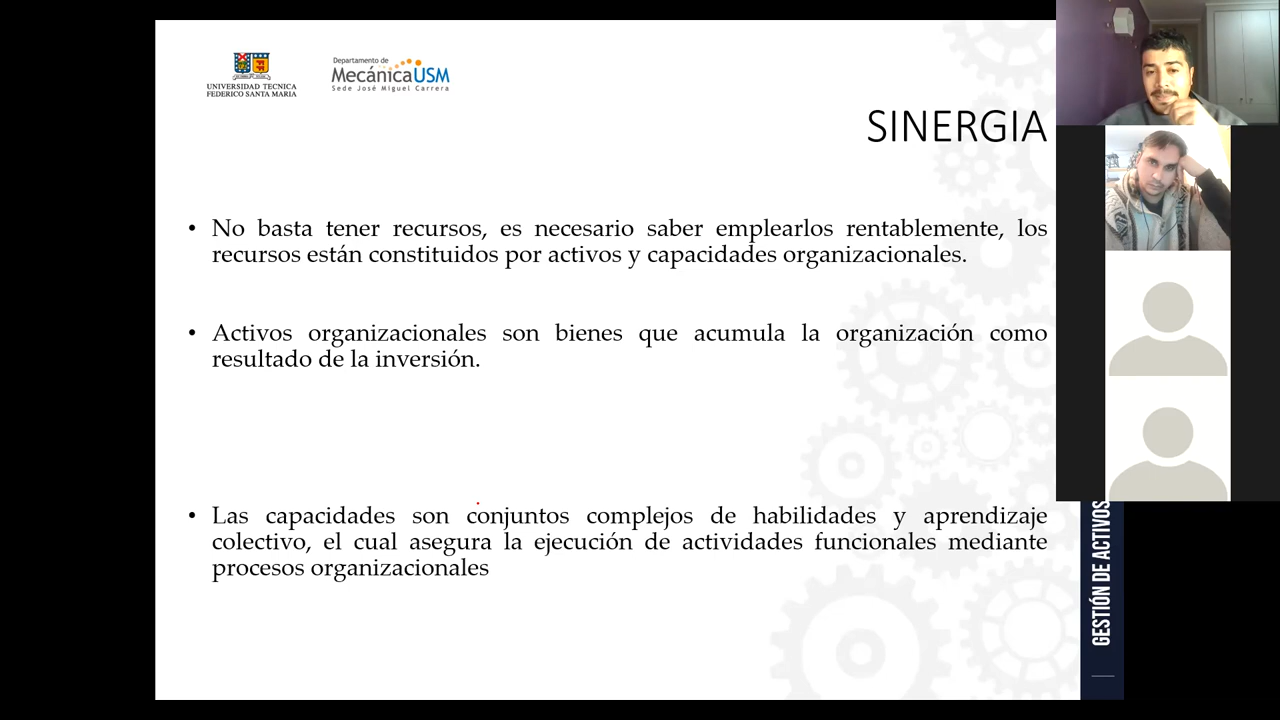 UNIVERSIDAD TECNICA
FEDERICO SANTA MARIA
Departamento de
MecánicaUSM
Sede José Miguel Carrera
SINERGIA
• No basta tener recursos, es necesario saber emplearlos rentablemente, los
recursos están constituidos por activos y capacidades organizacionales.
• Activos organizacionales son bienes que acumula la organización como
resultado de la inversión.
• Las capacidades son conjuntos complejos de habilidades y aprendizaje
colectivo, el cual asegura la ejecución de actividades funcionales mediante
procesos organizacionales
GESTIÓN DE ACTIVOS